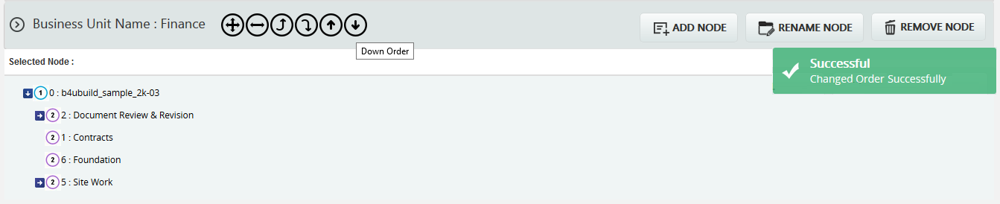 Business Unit Name : Finance
ADD NODE
RENAME NODE
REMOVE NODE
Down Order
Selected Node :
Successful
Changed Order Successfully
1 0 : b4ubuild_sample_2k-03
2 2 : Document Review & Revision
2 1 : Contracts
2 6 : Foundation
2 5 : Site Work